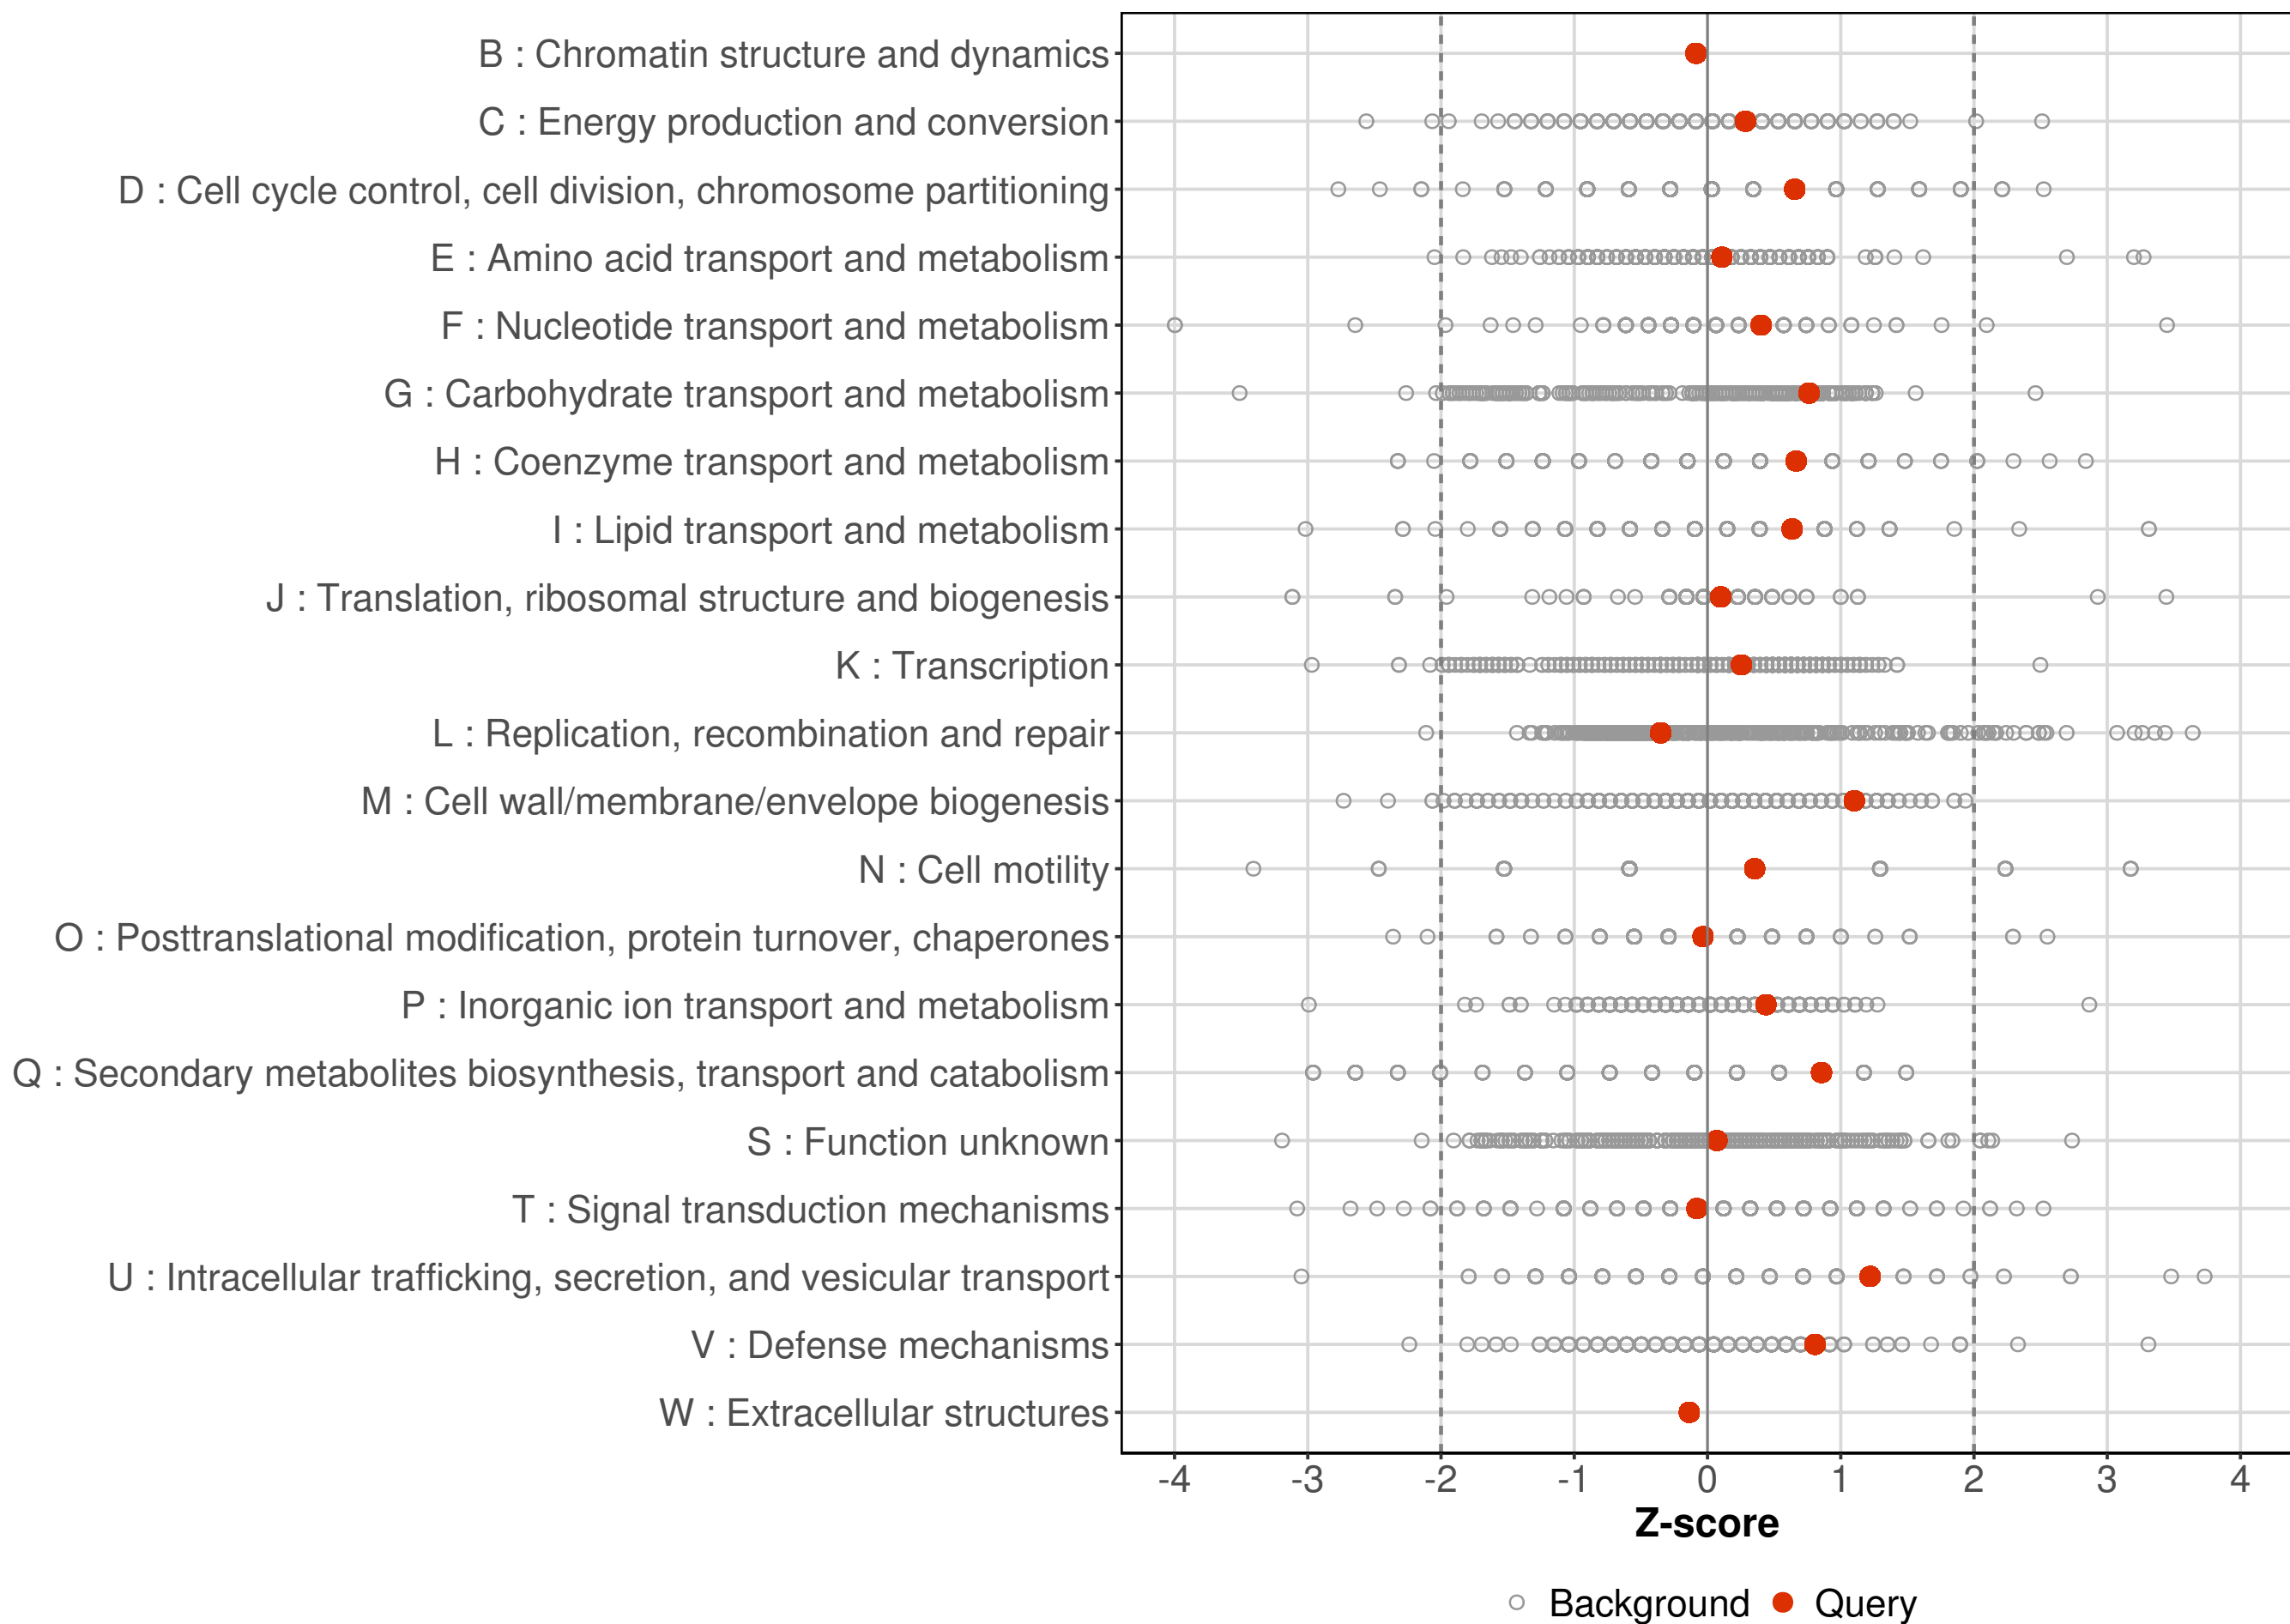 B : Chromatin structure and dynamics
C : Energy production and conversion
D : Cell cycle control, cell division, chromosome partitioning
E : Amino acid transport and metabolism
F : Nucleotide transport and metabolism
G : Carbohydrate transport and metabolism
H : Coenzyme transport and metabolism
I : Lipid transport and metabolism
J : Translation, ribosomal structure and biogenesis
K : Transcription
L : Replication, recombination and repair
M : Cell wall/membrane/envelope biogenesis
N : Cell motility
O : Posttranslational modification, protein turnover, chaperones
P : Inorganic ion transport and metabolism
Q : Secondary metabolites biosynthesis, transport and catabolism
S : Function unknown
T : Signal transduction mechanisms
U : Intracellular trafficking, secretion, and vesicular transport
V : Defense mechanisms
W : Extracellular structures
-4 -3 -2 -1 0 1 2 3 4
Z-score
Background Query